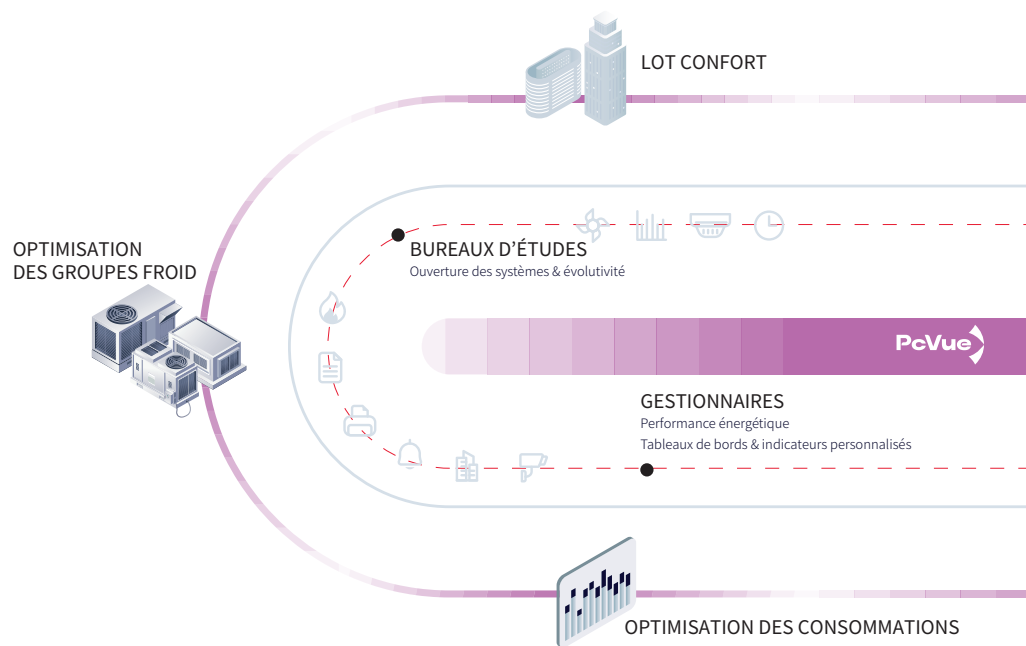 LOT CONFORT
OPTIMISATION
DES GROUPES FROID
BUREAUX D’ÉTUDES
Ouverture des systèmes & évolutivité
PcVue
GESTIONNAIRES
Performance énergétique
Tableaux de bords & indicateurs personnalisés
OPTIMISATION DES CONSOMMATIONS